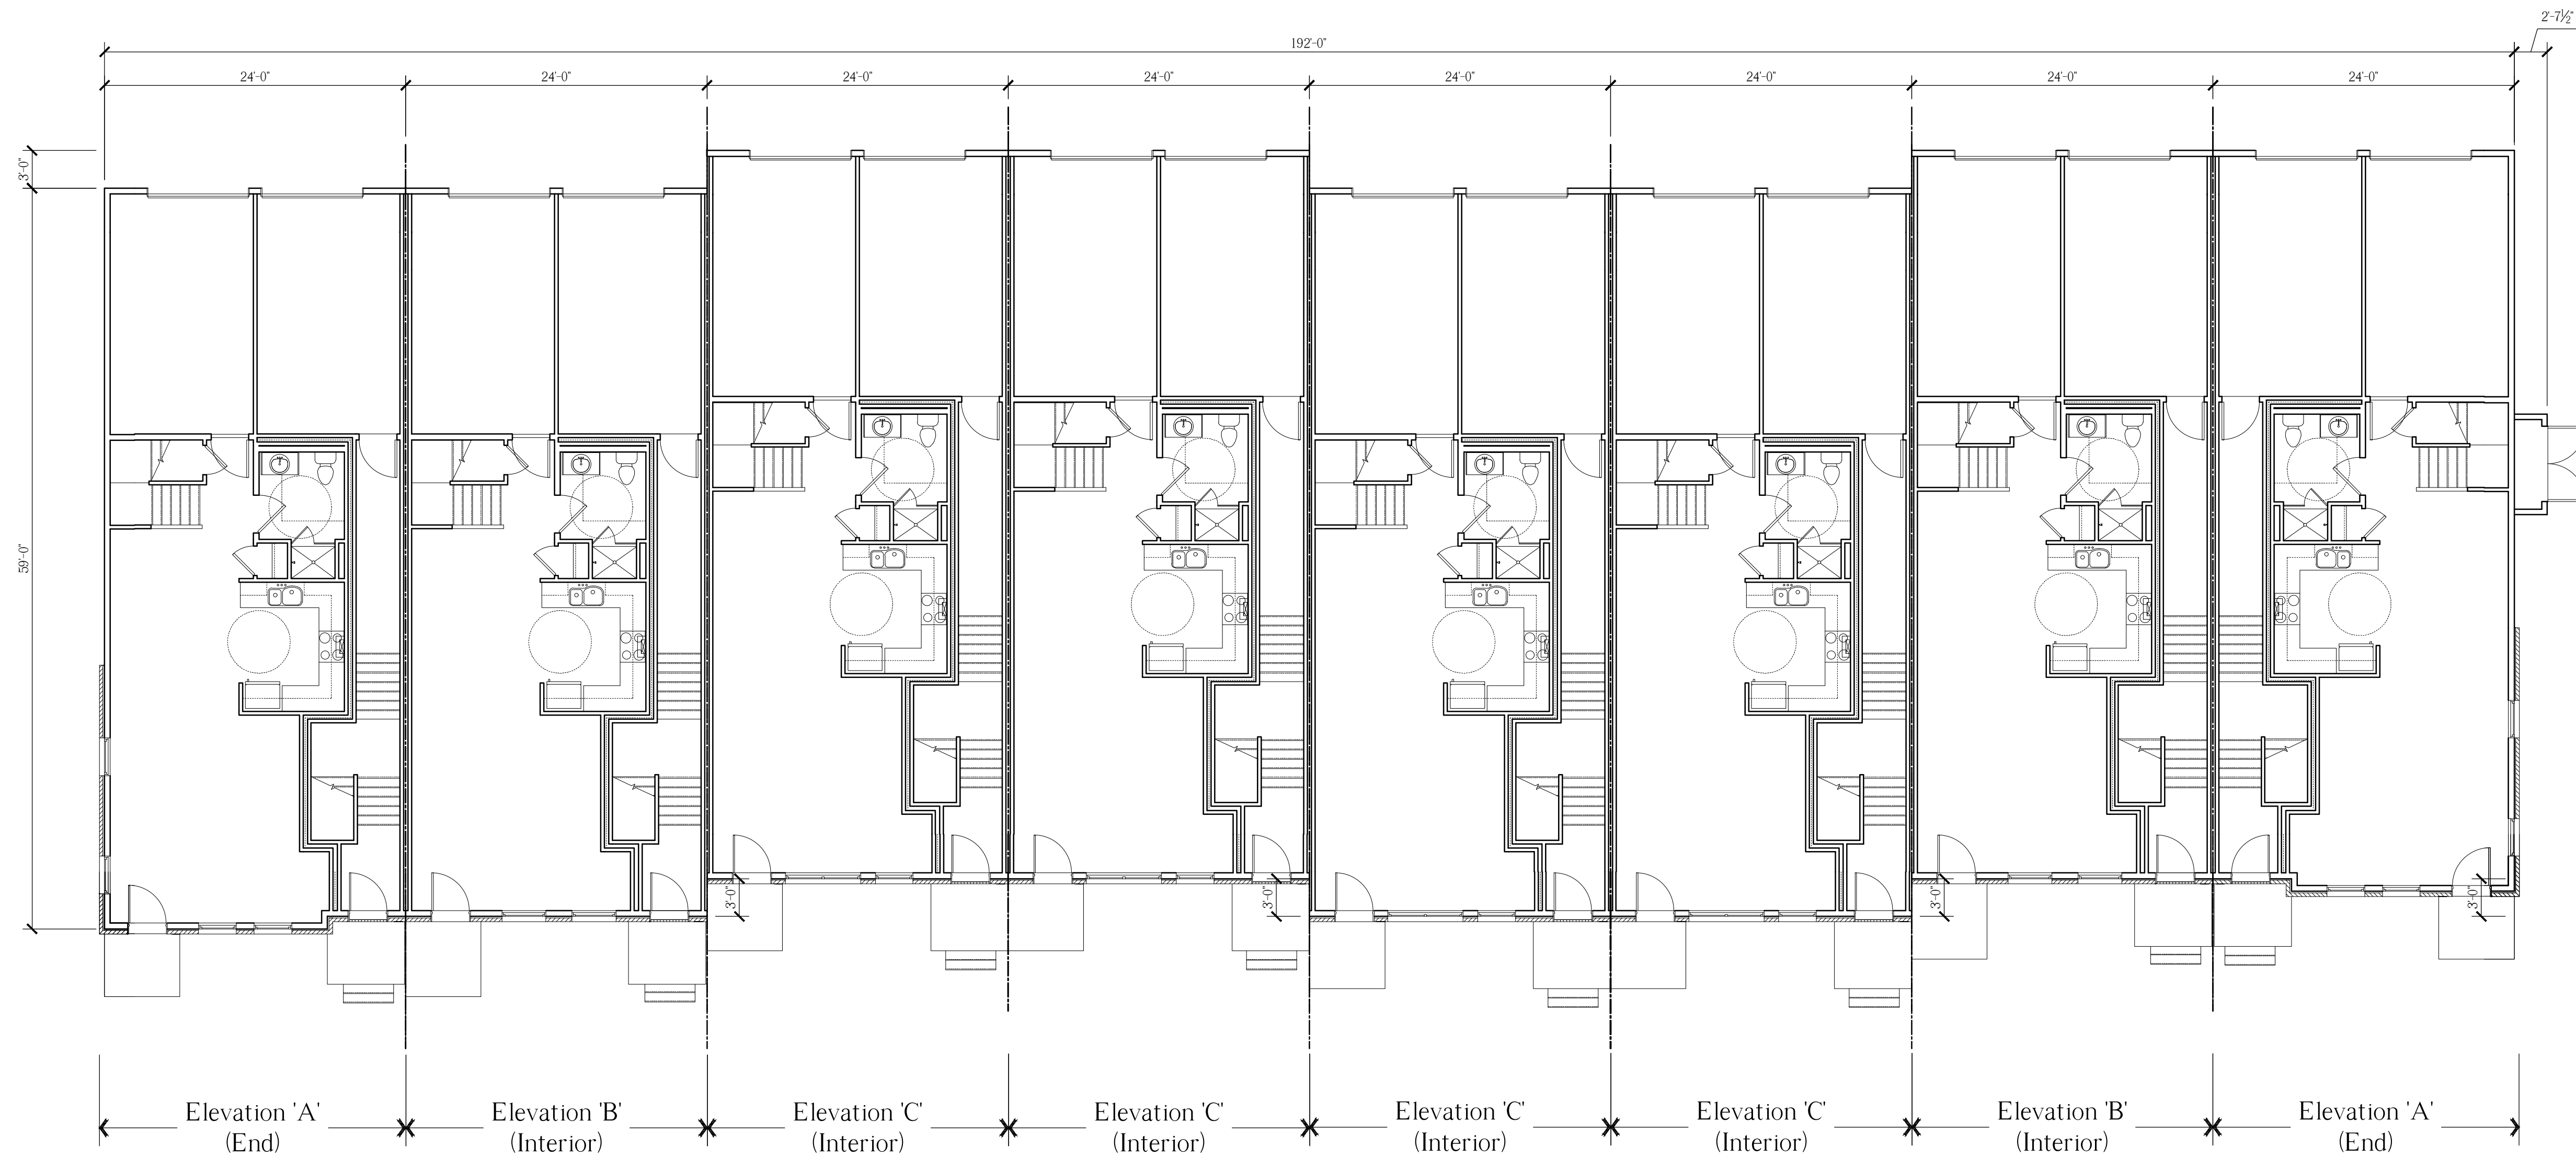 2'-7½"
192'-0"
24'-0" 24'-0" 24'-0" 24'-0" 24'-0" 24'-0" 24'-0" 24'-0"
3'-0"
59'-0"
3'-0" 3'-0" 3'-0" 3'-0"
Elevation 'A' Elevation 'B' Elevation 'C' Elevation 'C' Elevation 'C' Elevation 'C' Elevation 'B' Elevation 'A'
(End) (Interior) (Interior) (Interior) (Interior) (Interior) (Interior) (End)